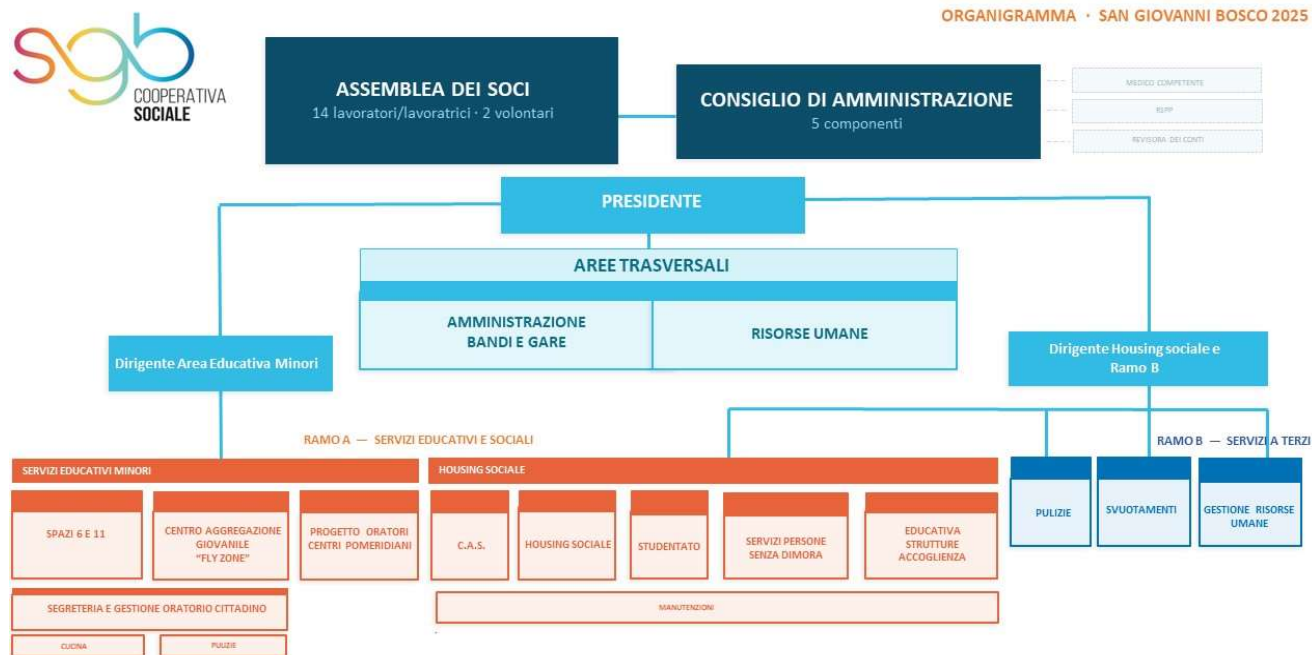 ORGANIGRAMMA · SAN GIOVANNI BOSCO 2025
sgb
COOPERATIVA
SOCIALE
ASSEMBLEA DEI SOCI
14 lavoratori/lavoratrici · 2 volontari
CONSIGLIO DI AMMINISTRAZIONE
5 componenti
MEDICO COMPETENTE
RSPP
REVISORA DEI CONTI
PRESIDENTE
AREE TRASVERSALI
AMMINISTRAZIONE
BANDI E GARE
RISORSE UMANE
Dirigente Area Educativa Minori
Dirigente Housing sociale e
Ramo B
RAMO A — SERVIZI EDUCATIVI E SOCIALI
RAMO B — SERVIZI A TERZI
SERVIZI EDUCATIVI MINORI
HOUSING SOCIALE
SPAZI 6 E 11
CENTRO AGGREGAZIONE
GIOVANILE
"FLY ZONE"
PROGETTO ORATORI
CENTRI POMERIDIANI
C.A.S.
HOUSING SOCIALE
STUDENTATO
SERVIZI PERSONE
SENZA DIMORA
EDUCATIVA
STRUTTURE
ACCOGLIENZA
PULIZIE
SVUOTAMENTI
GESTIONE RISORSE
UMANE
SEGRETERIA E GESTIONE ORATORIO CITTADINO
MANUTENZIONI
CUCINA
PULIZIE